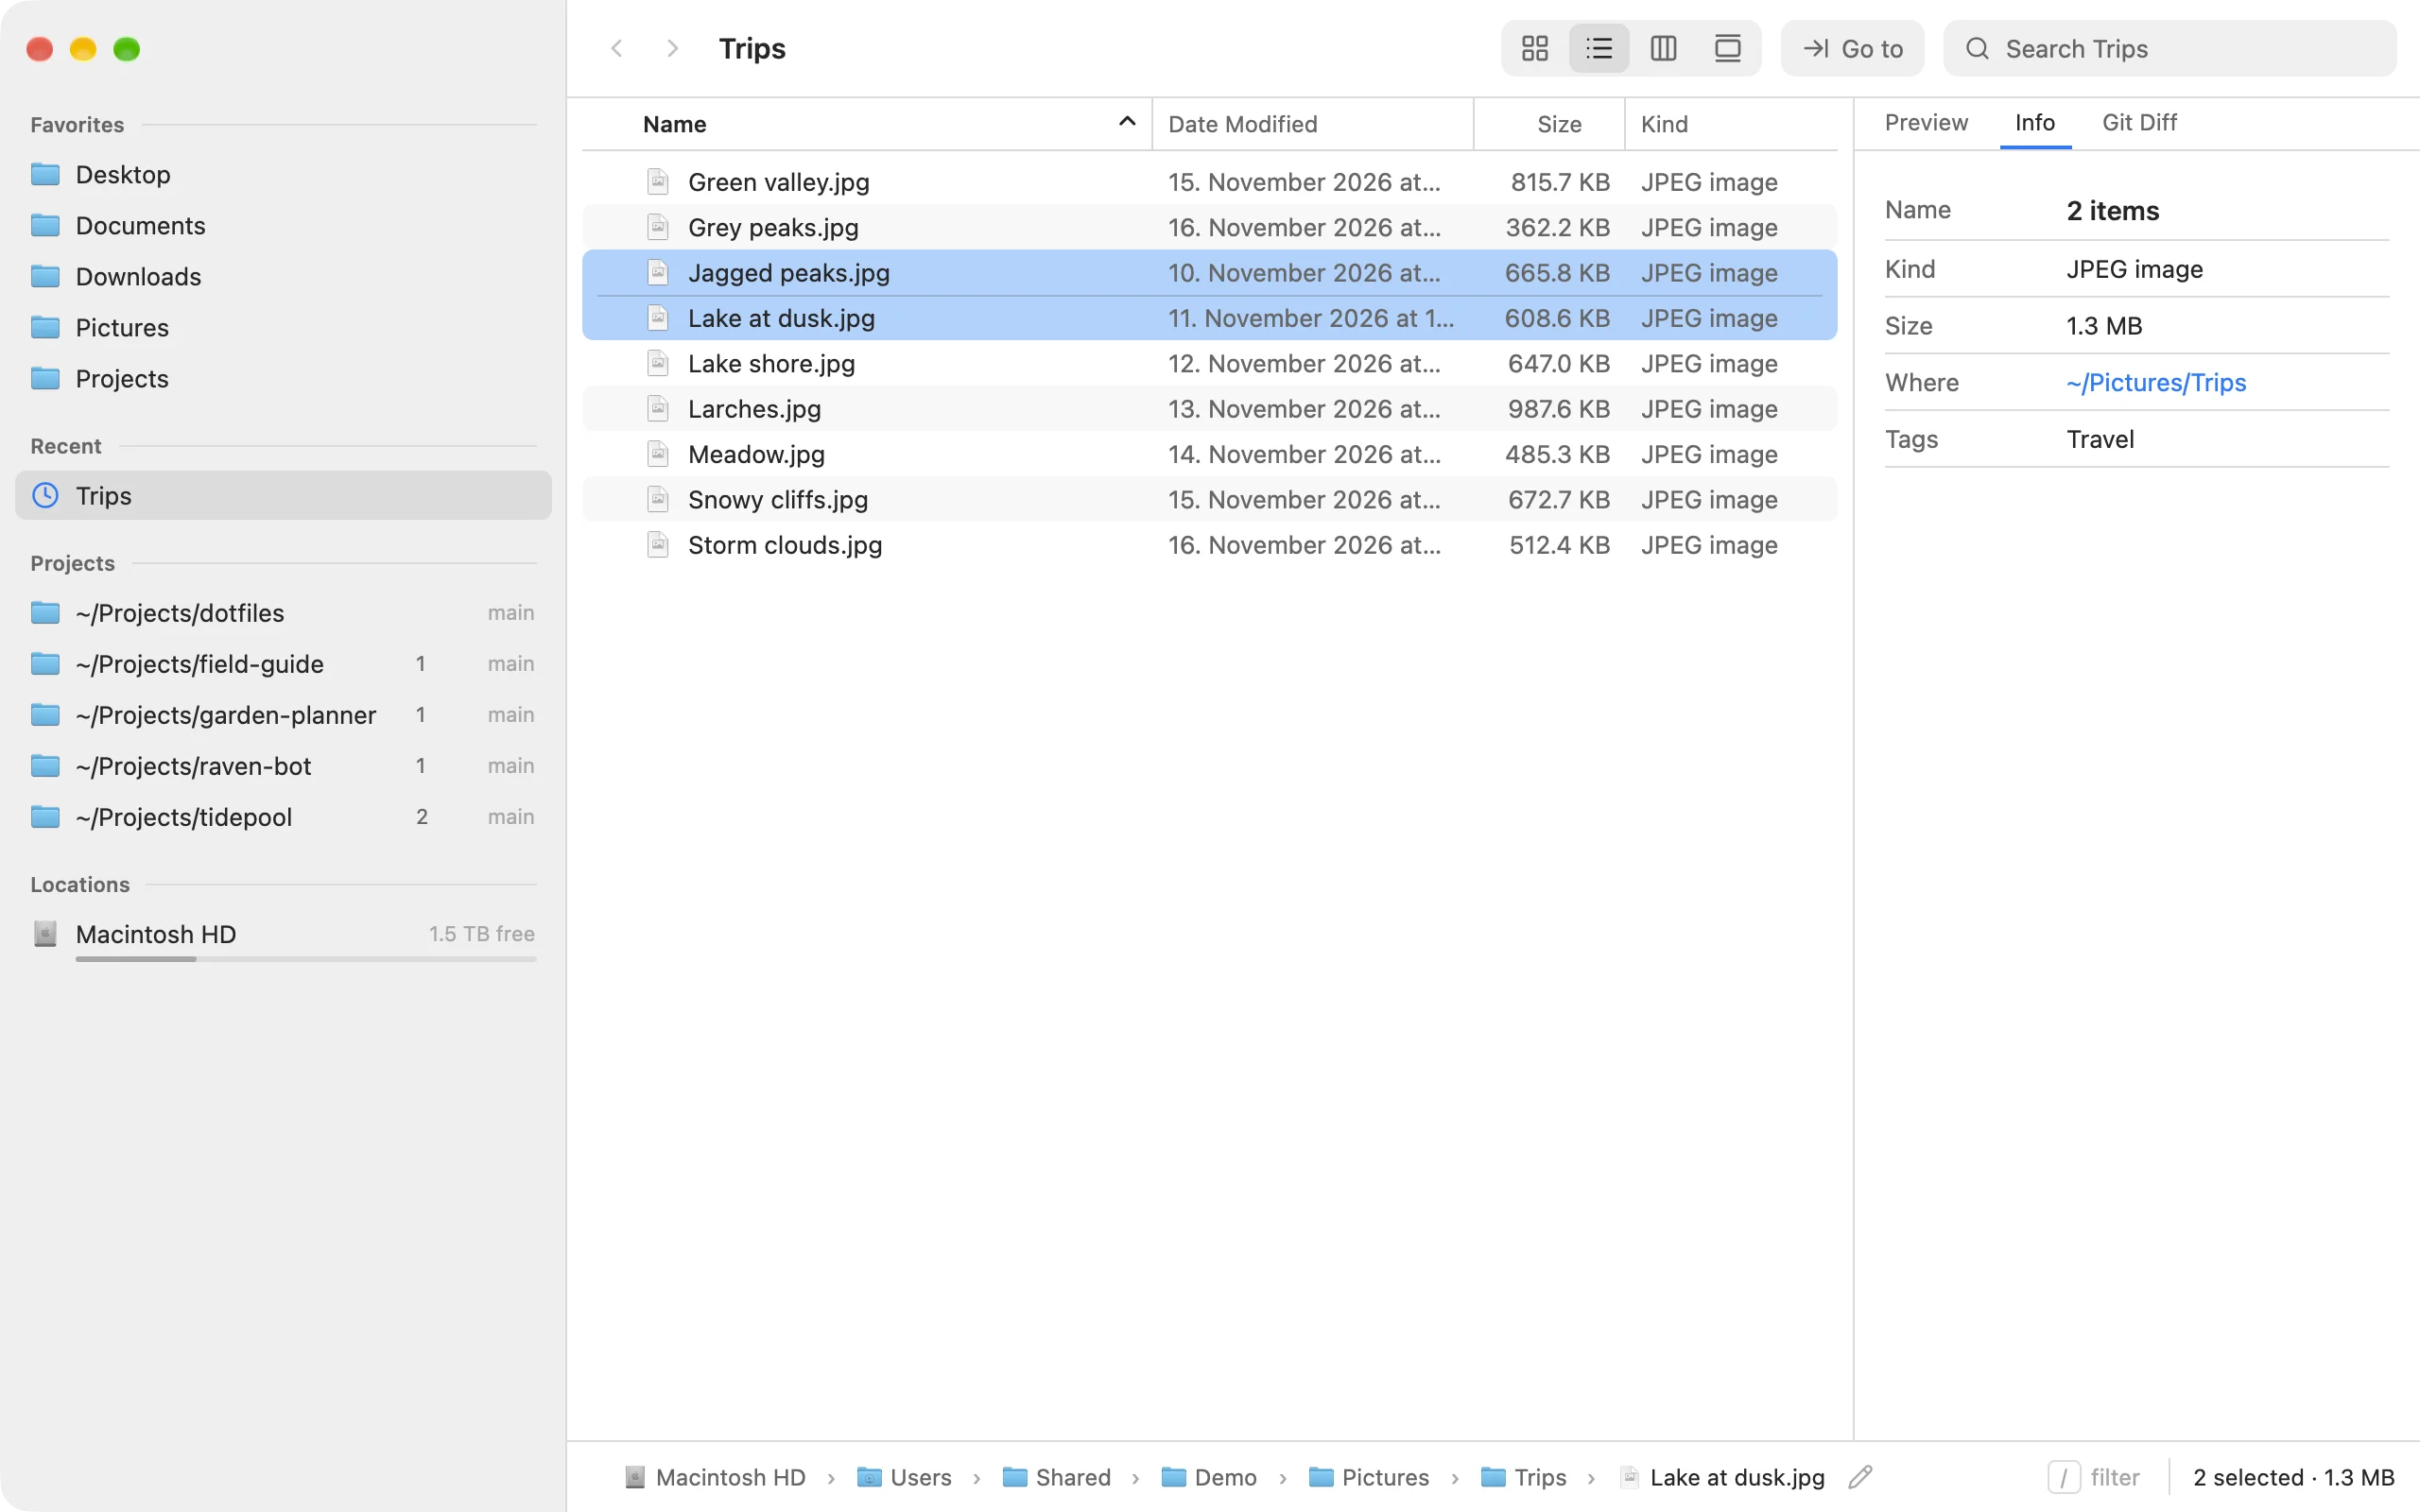 Trips
Go to
Search Trips
Favorites
Desktop
Documents
Downloads
Pictures
Projects
Recent
Trips
Projects
~/Projects/dotfiles main
~/Projects/field-guide 1 main
~/Projects/garden-planner 1 main
~/Projects/raven-bot 1 main
~/Projects/tidepool 2 main
Locations
Macintosh HD 1.5 TB free
Name Date Modified Size Kind
Green valley.jpg 15. November 2026 at... 815.7 KB JPEG image
Grey peaks.jpg 16. November 2026 at... 362.2 KB JPEG image
Jagged peaks.jpg 10. November 2026 at... 665.8 KB JPEG image
Lake at dusk.jpg 11. November 2026 at 1... 608.6 KB JPEG image
Lake shore.jpg 12. November 2026 at... 647.0 KB JPEG image
Larches.jpg 13. November 2026 at... 987.6 KB JPEG image
Meadow.jpg 14. November 2026 at... 485.3 KB JPEG image
Snowy cliffs.jpg 15. November 2026 at... 672.7 KB JPEG image
Storm clouds.jpg 16. November 2026 at... 512.4 KB JPEG image
Preview Info Git Diff
Name 2 items
Kind JPEG image
Size 1.3 MB
Where ~/Pictures/Trips
Tags Travel
Macintosh HD › Users › Shared › Demo › Pictures › Trips › Lake at dusk.jpg
/ filter
2 selected · 1.3 MB